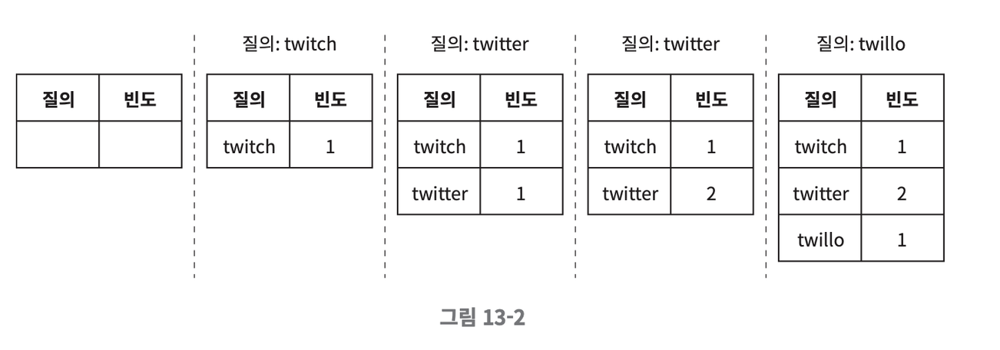 질의: twitch 질의: twitter 질의: twitter 질의: twillo
질의 빈도 질의 빈도 질의 빈도 질의 빈도 질의 빈도
twitch 1 twitch 1 twitch 1 twitch 1
twitter 1 twitter 2 twitter 2
twillo 1
그림 13-2